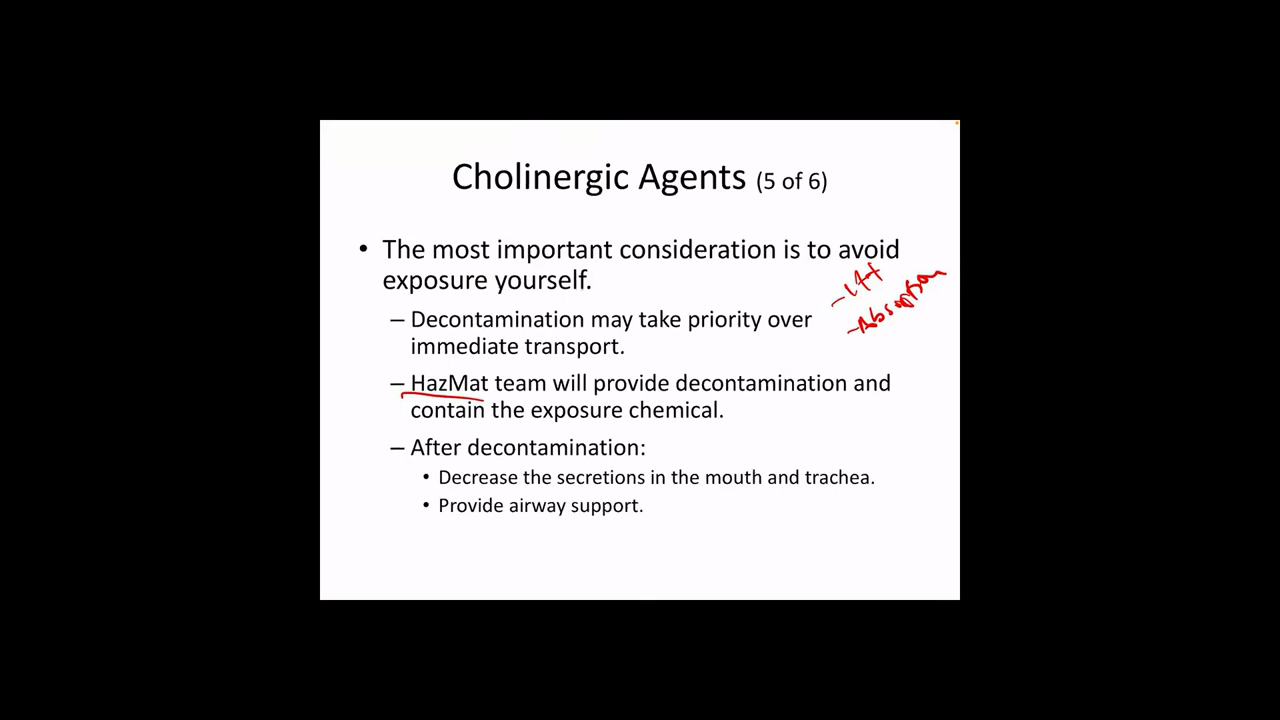 Cholinergic Agents (5 of 6)
• The most important consideration is to avoid
exposure yourself.
– Decontamination may take priority over
immediate transport.
– HazMat team will provide decontamination and
contain the exposure chemical.
– After decontamination:
• Decrease the secretions in the mouth and trachea.
• Provide airway support.
- Absorption